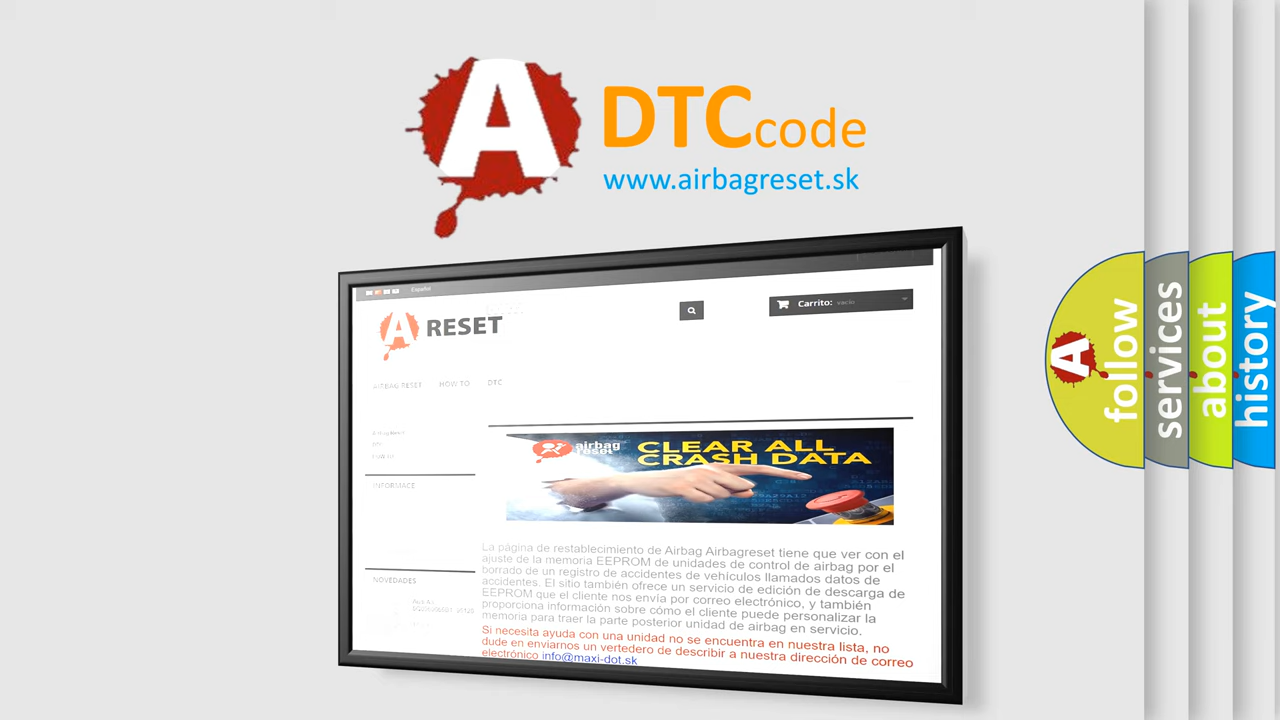 A DTCcode
www.airbagreset.sk
Español
A RESET
Carrito: vacío
AIRBAG RESET HOW TO DTC
airbag
reset
CLEAR ALL
CRASH DATA
INFORMACE
La página de restablecimiento de Airbag Airbagreset tiene que ver con el
ajuste de la memoria EEPROM de unidades de control de airbag por el
borrado de un registro de accidentes de vehículos llamados datos de
accidentes. El sitio también ofrece un servicio de edición de descarga de
EEPROM que el cliente nos envía por correo electrónico, y también
proporciona información sobre cómo el cliente puede personalizar la
memoria para traer la parte posterior unidad de airbag en servicio.
Si necesita ayuda con una unidad no se encuentra en nuestra lista, no
dude en enviarnos un vertedero de describir a nuestra dirección de correo
electrónico info@maxi-dot.sk
NOVEDADES
A follow
services
about
history